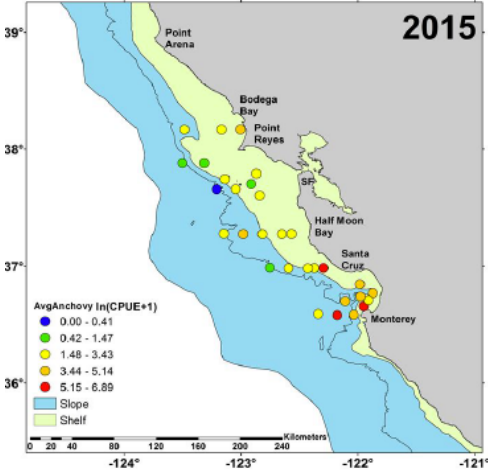 2015
39°
Point
Arena
Bodega
Bay
Point
Reyes
38°
SF
Half Moon
Bay
Santa
Cruz
37°
Monterey
AvgAnchovy ln(CPUE+1)
0.00 - 0.41
0.42 - 1.47
1.48 - 3.43
3.44 - 5.14
5.15 - 6.89
Slope
Shelf
36°
Kilometers
0 20 40 80 120 160 200 240
-124° -123° -122° -121°